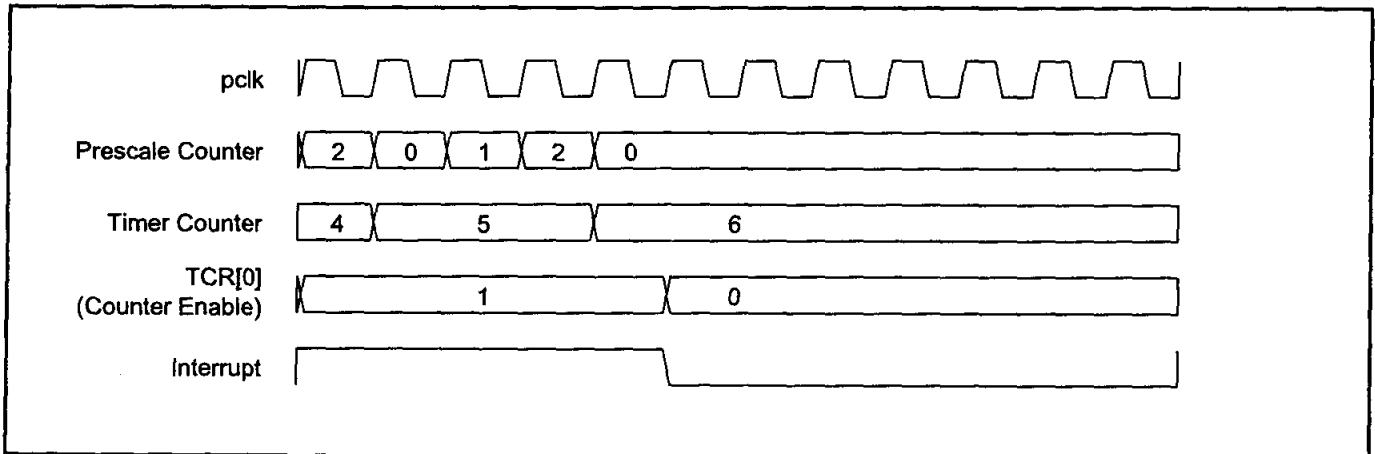 pclk
Prescale Counter 2 0 1 2 0
Timer Counter 4 5 6
TCR[0]
(Counter Enable) 1 0
Interrupt